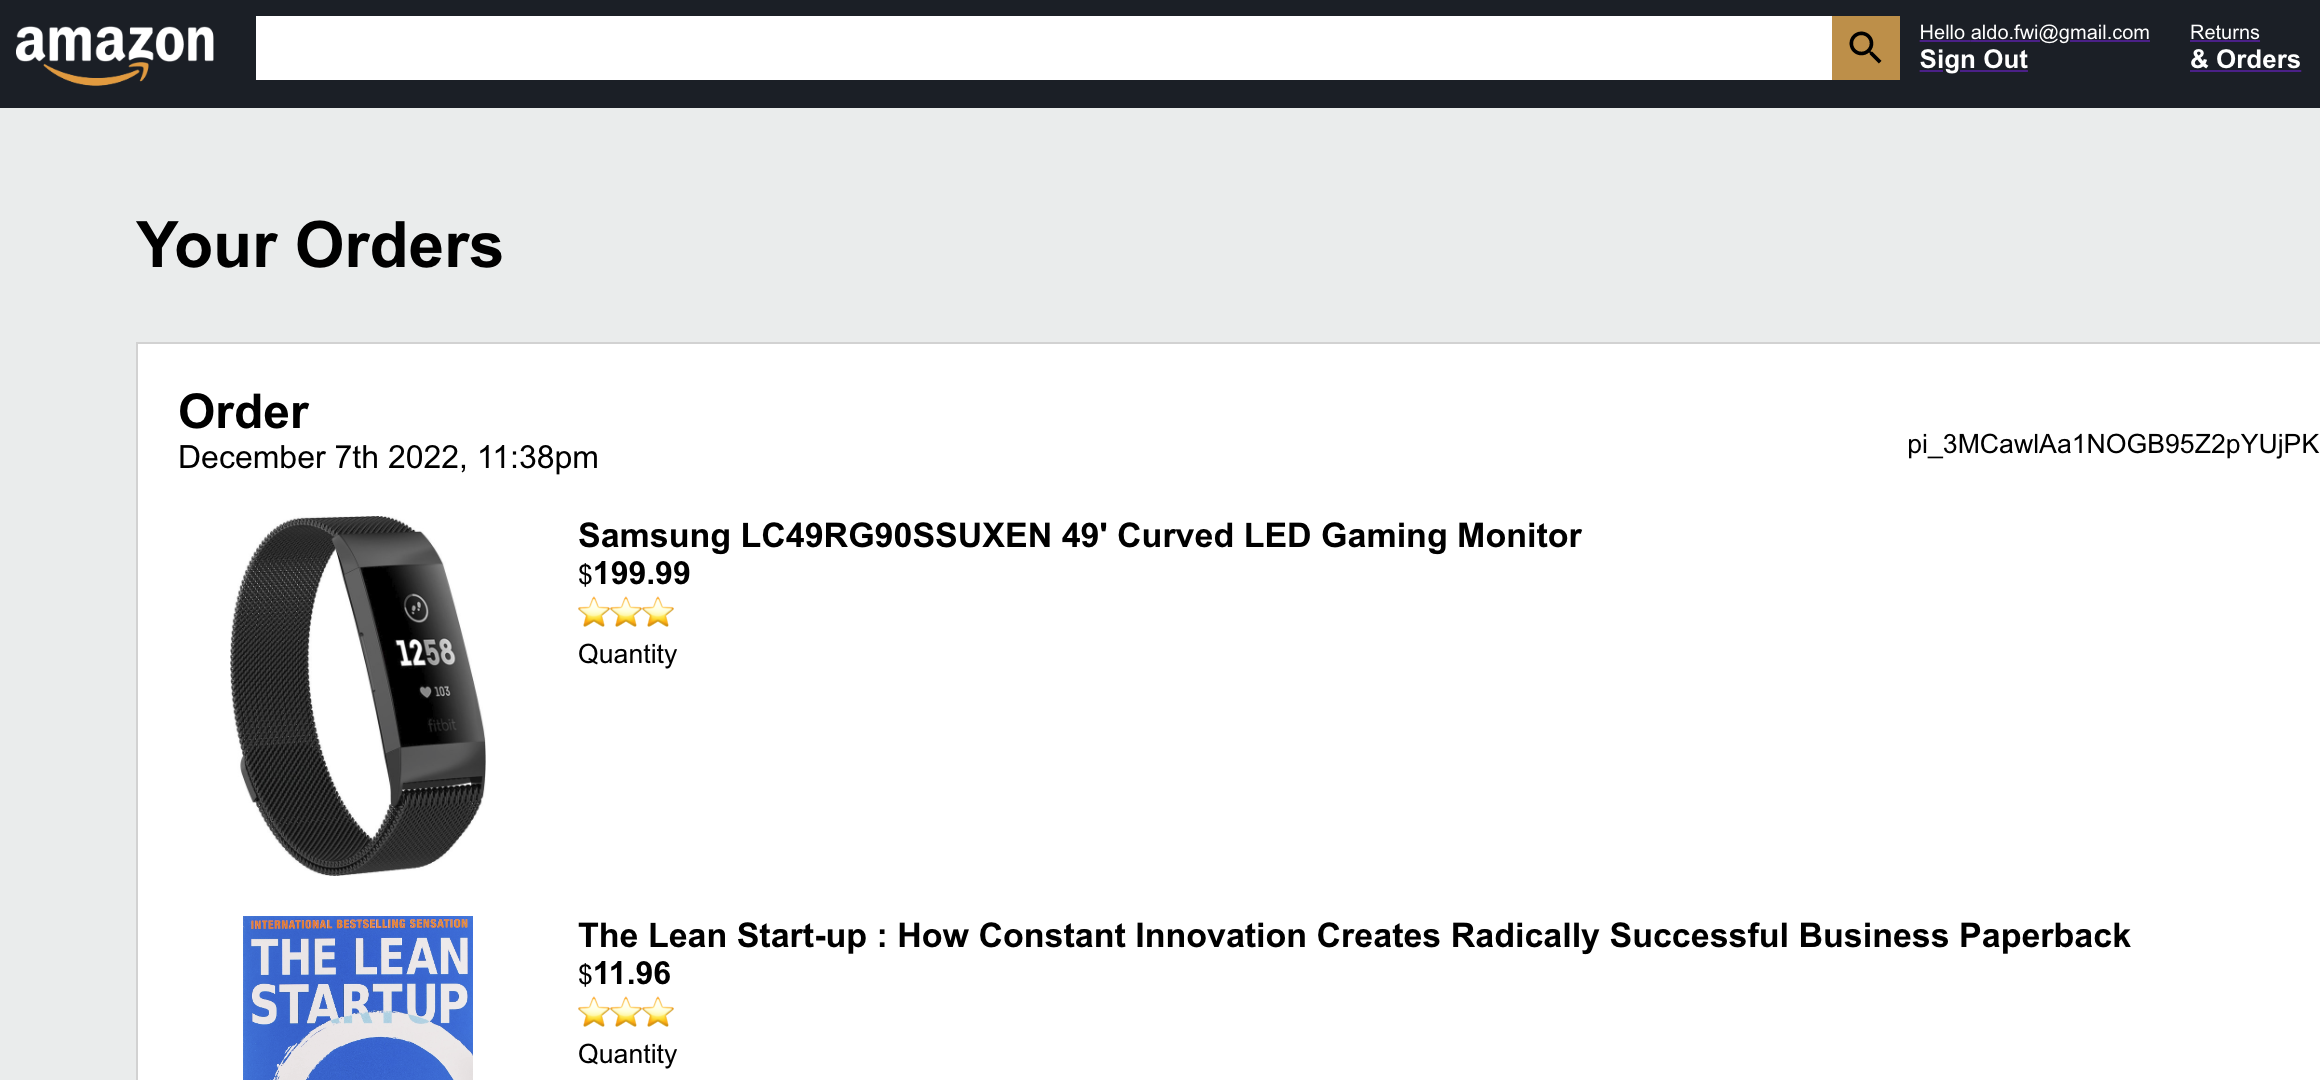 amazon
Hello aldo.fwi@gmail.com
Sign Out
Returns
& Orders
Your Orders
Order
December 7th 2022, 11:38pm
pi_3MCawlAa1NOGB95Z2pYUjPK
Samsung LC49RG90SSUXEN 49' Curved LED Gaming Monitor
$199.99
Quantity
1258
103
fitbit
The Lean Start-up : How Constant Innovation Creates Radically Successful Business Paperback
$11.96
Quantity
INTERNATIONAL BESTSELLING SENSATION
THE LEAN
STARTUP